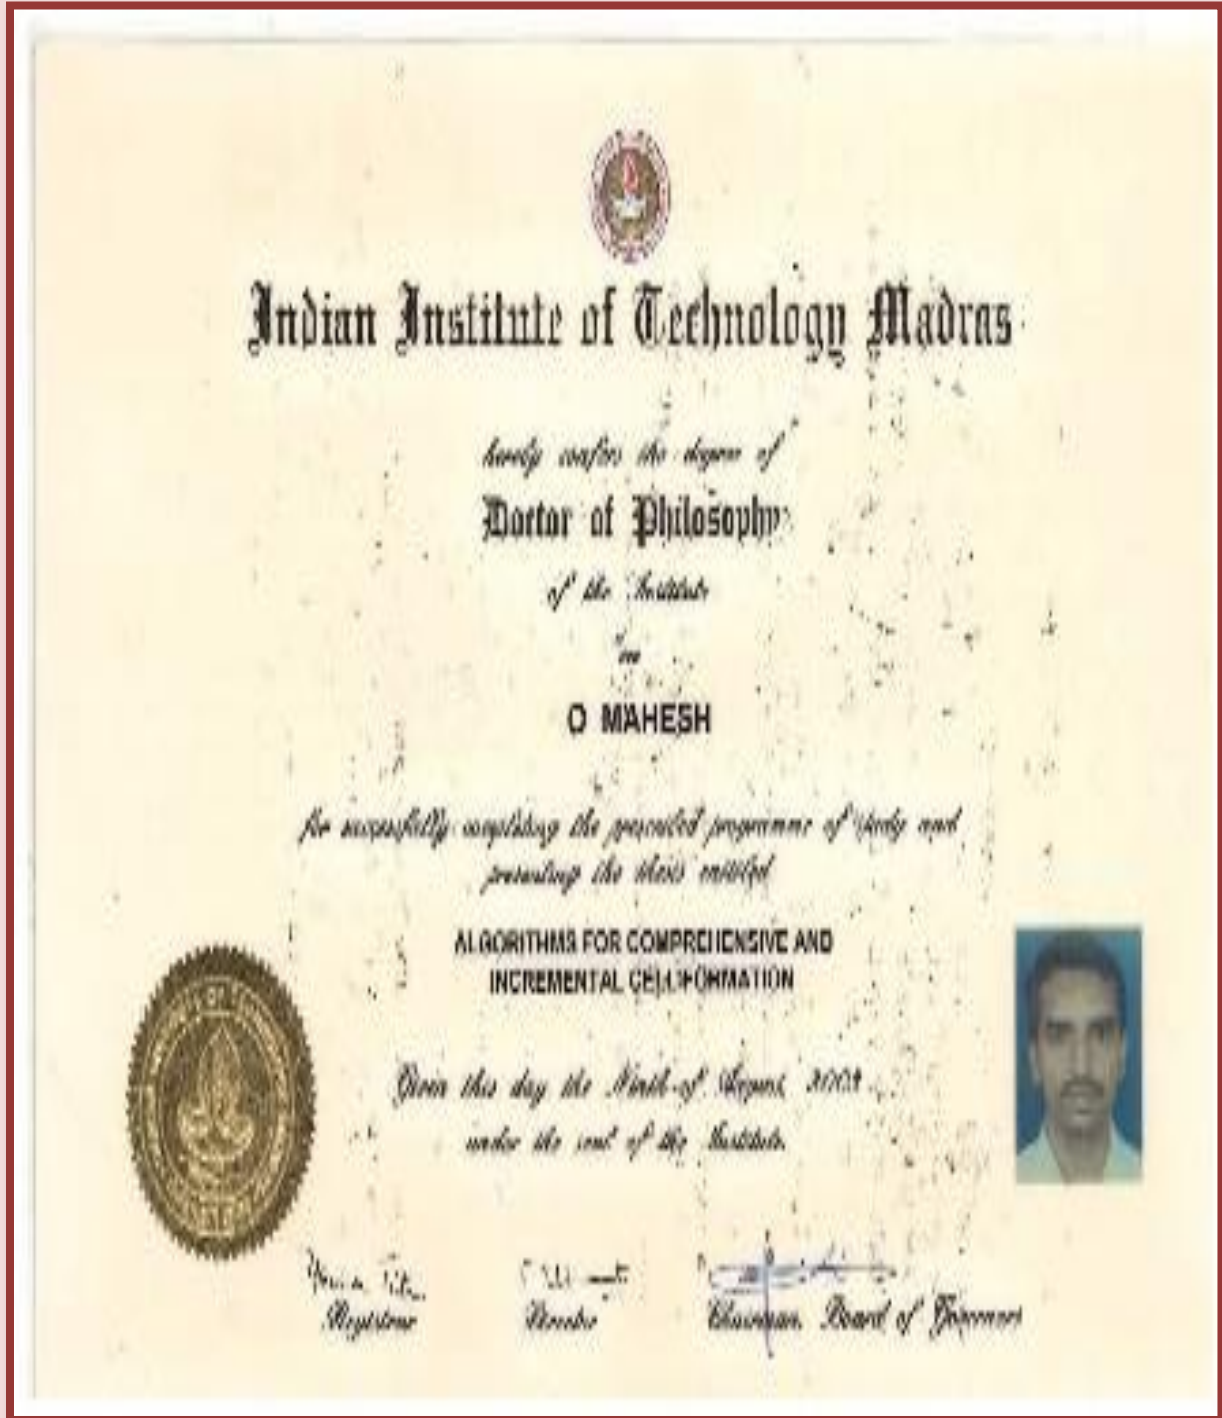 Indian Institute of Technology Madras
hereby confers the degree of
Doctor of Philosophy
of the Institute
on
O MAHESH
for successfully completing the prescribed programme of study and
presenting the thesis entitled
ALGORITHMS FOR COMPREHENSIVE AND
INCREMENTAL CELL FORMATION
Given this day the Ninth of August,
under the seal of the Institute.
Registrar
Director
Chairman, Board of Governors